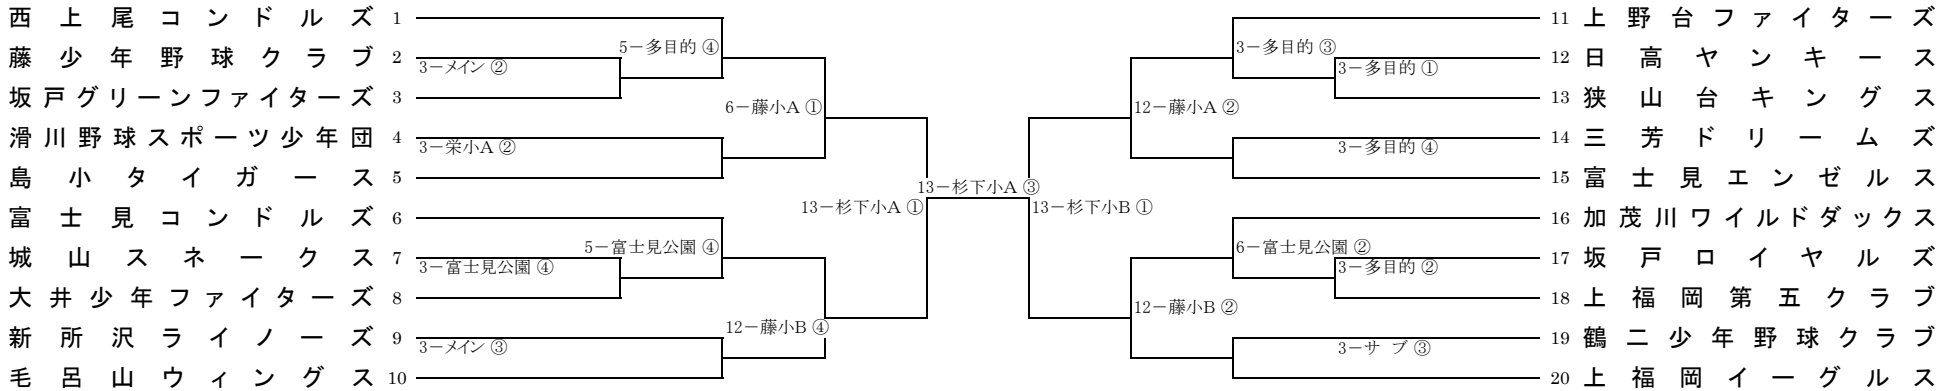 西上尾コンドルズ 1
藤少年野球クラブ 2
坂戸グリーンファイターズ 3
滑川野球スポーツ少年団 4
島小タイガース 5
富士見コンドルズ 6
城山スネークス 7
大井少年ファイターズ 8
新所沢ライノーズ 9
毛呂山ウィングス 10
3－メイン ②
3－栄小A ②
3－富士見公園 ④
3－メイン ③
5－多目的 ④
5－富士見公園 ④
6－藤小A ①
12－藤小B ④
13－杉下小A ①
13－杉下小A ③
13－杉下小B ①
12－藤小A ②
12－藤小B ②
3－多目的 ③
6－富士見公園 ②
3－多目的 ①
3－多目的 ④
3－多目的 ②
3－サ ブ ③
11 上野台ファイターズ
12 日高ヤンキース
13 狭山台キングス
14 三芳ドリームズ
15 富士見エンゼルス
16 加茂川ワイルドダックス
17 坂戸ロイヤルズ
18 上福岡第五クラブ
19 鶴二少年野球クラブ
20 上福岡イーグルス